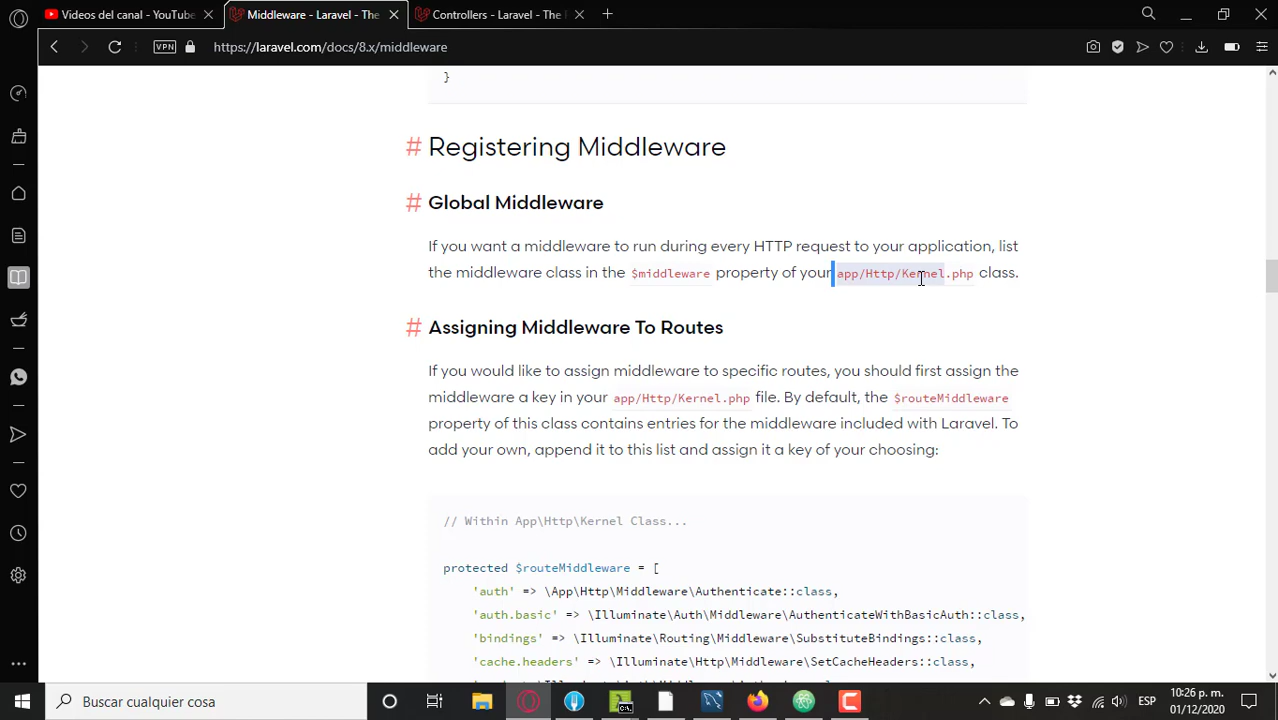 Videos del canal - YouTube
Middleware - Laravel - The
Controllers - Laravel - The F
VPN
https://laravel.com/docs/8.x/middleware
}
# Registering Middleware
# Global Middleware
If you want a middleware to run during every HTTP request to your application, list
the middleware class in the $middleware property of your app/Http/Kernel.php class.
# Assigning Middleware To Routes
If you would like to assign middleware to specific routes, you should first assign the
middleware a key in your app/Http/Kernel.php file. By default, the $routeMiddleware
property of this class contains entries for the middleware included with Laravel. To
add your own, append it to this list and assign it a key of your choosing:
// Within App\Http\Kernel Class...
protected $routeMiddleware = [
'auth' => \App\Http\Middleware\Authenticate::class,
'auth.basic' => \Illuminate\Auth\Middleware\AuthenticateWithBasicAuth::class,
'bindings' => \Illuminate\Routing\Middleware\SubstituteBindings::class,
'cache.headers' => \Illuminate\Http\Middleware\SetCacheHeaders::class,
Buscar cualquier cosa
ESP
10:26 p. m.
01/12/2020